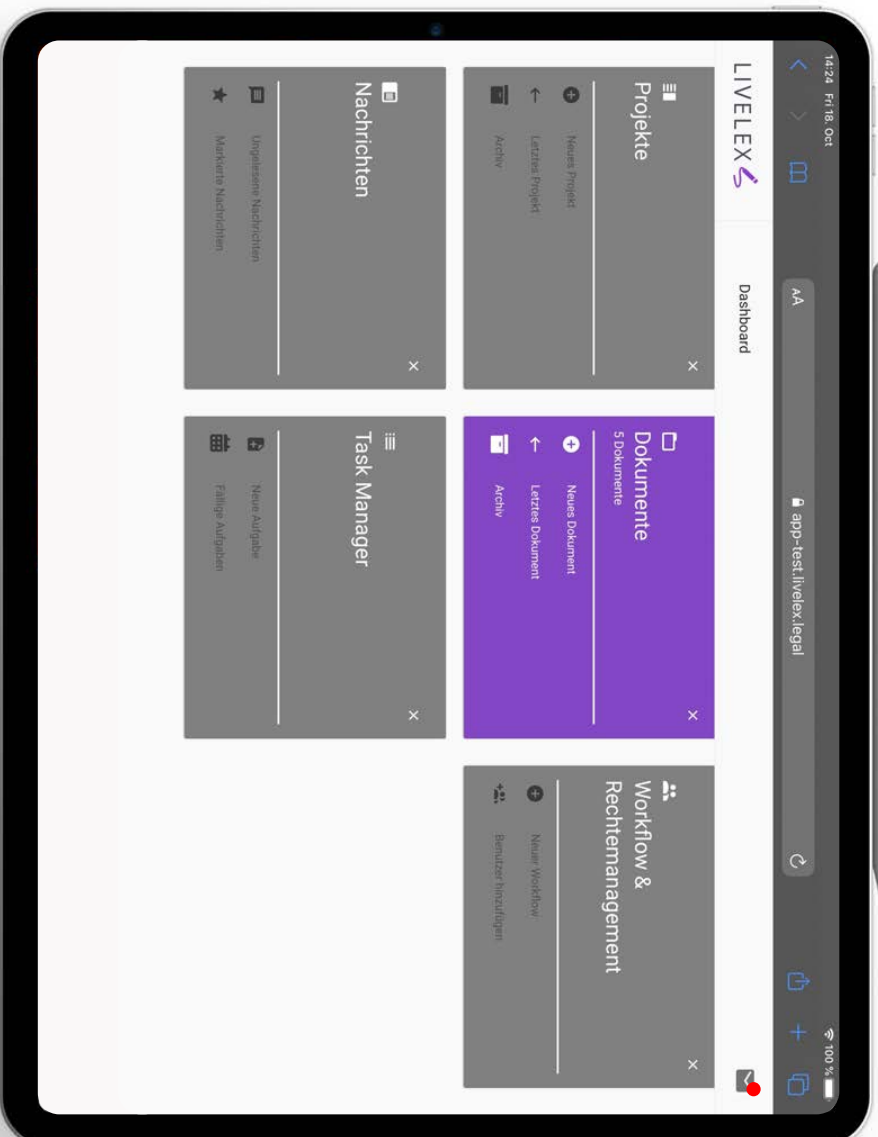 14:24 Fri 18. Oct
100 %
AA
app-test.livelex.legal
LIVELEX
Dashboard
Projekte
Neues Projekt
Letztes Projekt
Archiv
Dokumente
5 Dokumente
Neues Dokument
Letztes Dokument
Archiv
Workflow &
Rechtemanagement
Neuer Workflow
Benutzer hinzufügen
Nachrichten
Ungelesene Nachrichten
Markierte Nachrichten
Task Manager
Neue Aufgabe
Fällige Aufgaben